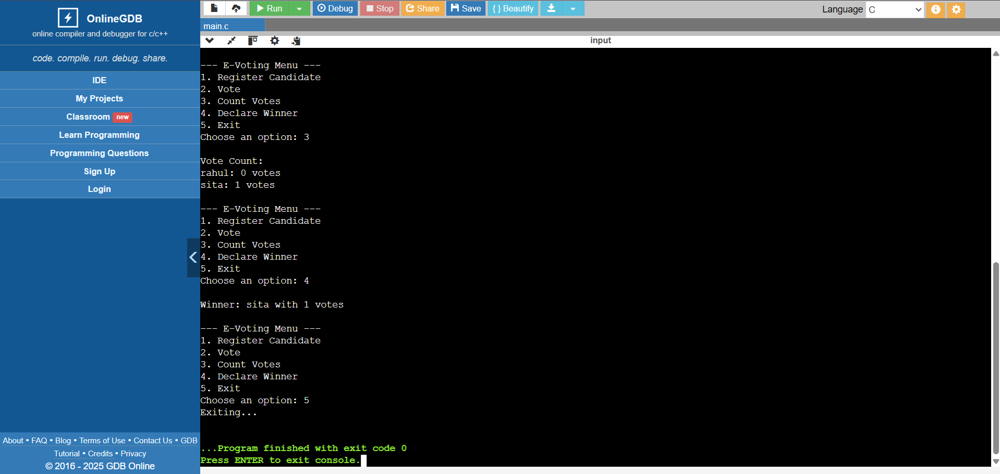 OnlineGDB
online compiler and debugger for c/c++
code. compile. run. debug. share.
IDE
My Projects
Classroom new
Learn Programming
Programming Questions
Sign Up
Login
About • FAQ • Blog • Terms of Use • Contact Us • GDB
Tutorial • Credits • Privacy
© 2016 - 2025 GDB Online
Run Debug Stop Share Save { } Beautify Language C
main.c
input
--- E-Voting Menu ---
1. Register Candidate
2. Vote
3. Count Votes
4. Declare Winner
5. Exit
Choose an option: 3
Vote Count:
rahul: 0 votes
sita: 1 votes
--- E-Voting Menu ---
1. Register Candidate
2. Vote
3. Count Votes
4. Declare Winner
5. Exit
Choose an option: 4
Winner: sita with 1 votes
--- E-Voting Menu ---
1. Register Candidate
2. Vote
3. Count Votes
4. Declare Winner
5. Exit
Choose an option: 5
Exiting...
...Program finished with exit code 0
Press ENTER to exit console.